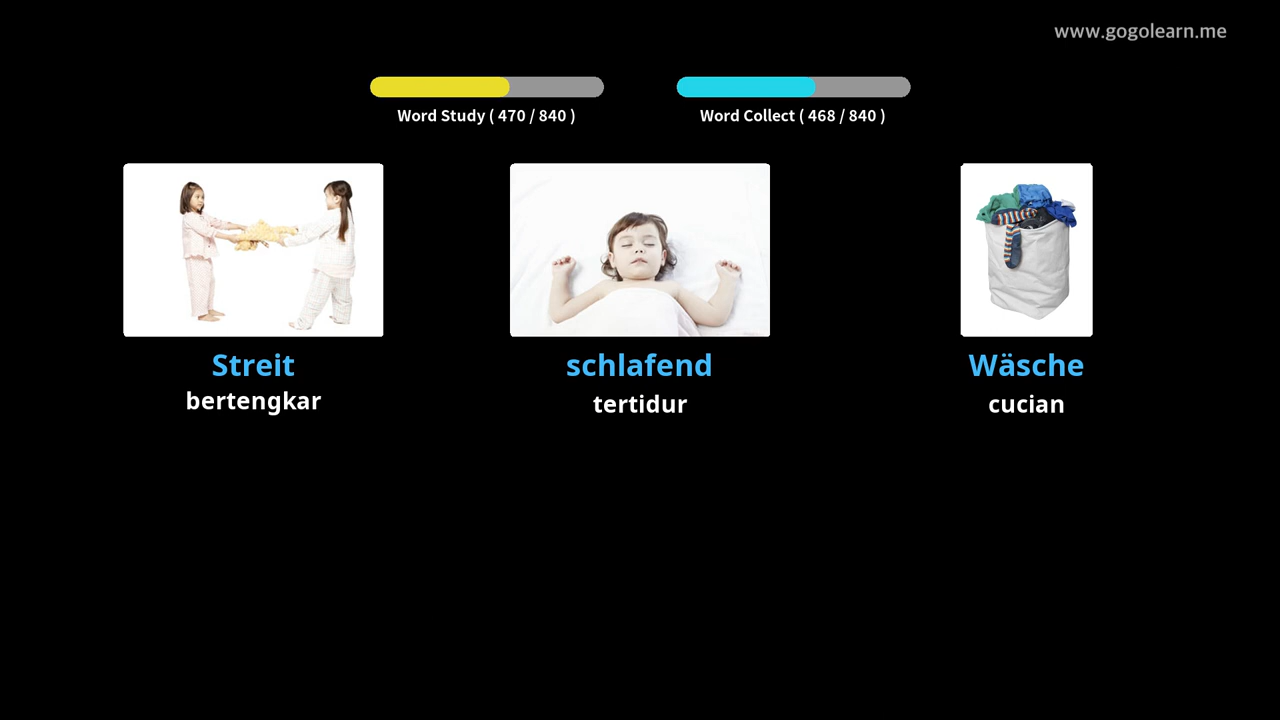 www.gogolearn.me
Word Study ( 470 / 840 )
Word Collect ( 468 / 840 )
Streit
bertengkar
schlafend
tertidur
Wäsche
cucian